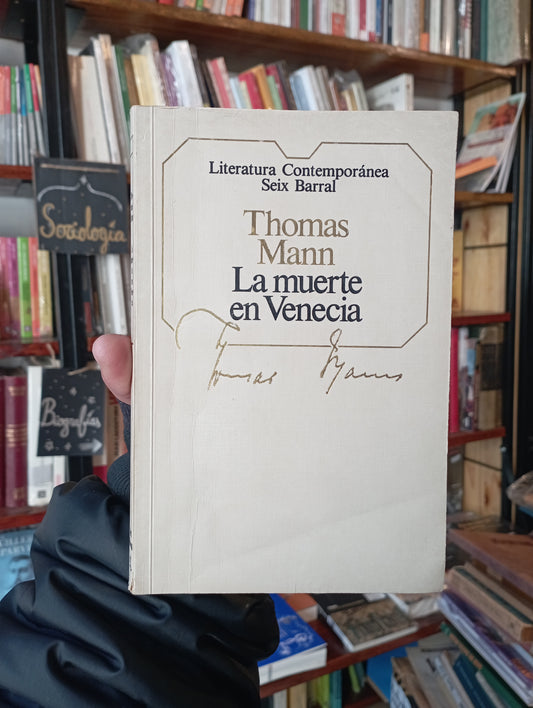 Literatura Contemporánea
Seix Barral
Thomas
Mann
La muerte
en Venecia
Thomas Mann
Sociología
Biografías